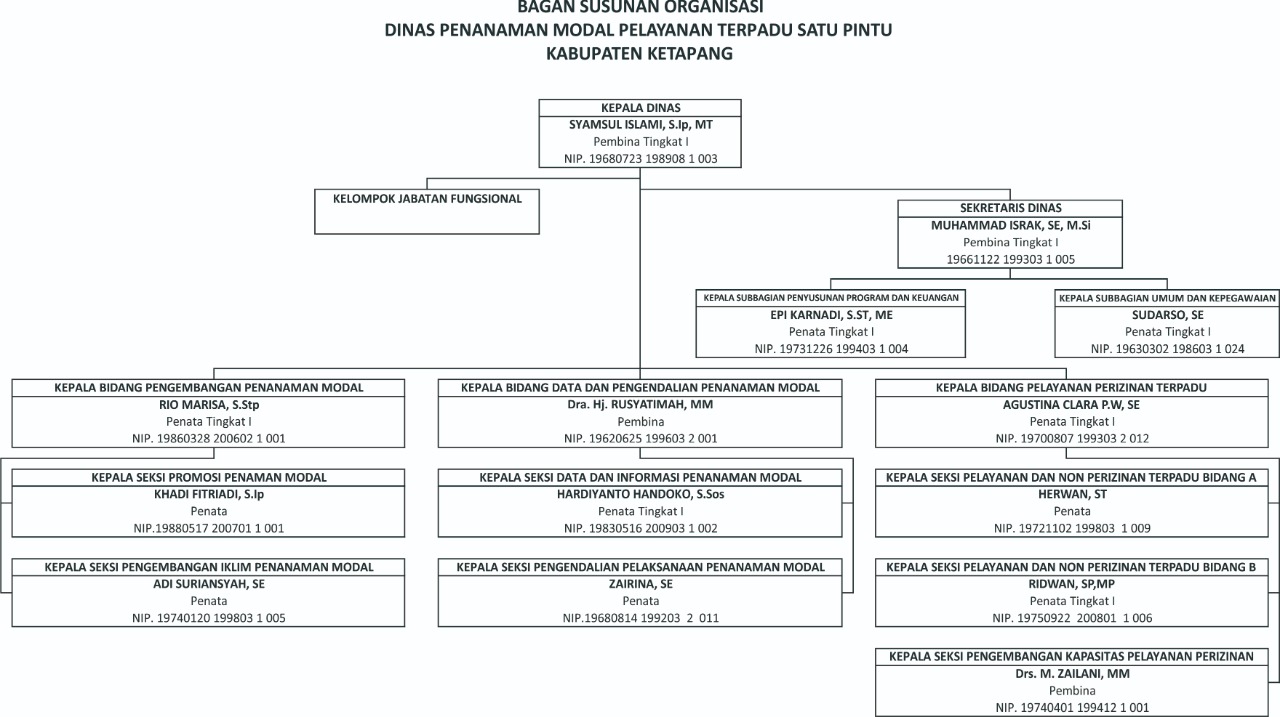 BAGAN SUSUNAN ORGANISASI
DINAS PENANAMAN MODAL PELAYANAN TERPADU SATU PINTU
KABUPATEN KETAPANG
KEPALA DINAS
SYAMSUL ISLAMI, S.Ip, MT
Pembina Tingkat I
NIP. 19680723 198908 1 003
KELOMPOK JABATAN FUNGSIONAL
SEKRETARIS DINAS
MUHAMMAD ISRAK, SE, M.Si
Pembina Tingkat I
19661122 199303 1 005
KEPALA SUBBAGIAN PENYUSUNAN PROGRAM DAN KEUANGAN
EPI KARNADI, S.ST, ME
Penata Tingkat I
NIP. 19731226 199403 1 004
KEPALA SUBBAGIAN UMUM DAN KEPEGAWAIAN
SUDARSO, SE
Penata Tingkat I
NIP. 19630302 198603 1 024
KEPALA BIDANG PENGEMBANGAN PENANAMAN MODAL
RIO MARISA, S.Stp
Penata Tingkat I
NIP. 19860328 200602 1 001
KEPALA SEKSI PROMOSI PENAMAN MODAL
KHADI FITRIADI, S.Ip
Penata
NIP.19880517 200701 1 001
KEPALA SEKSI PENGEMBANGAN IKLIM PENANAMAN MODAL
ADI SURIANSYAH, SE
Penata
NIP. 19740120 199803 1 005
KEPALA BIDANG DATA DAN PENGENDALIAN PENANAMAN MODAL
Dra. Hj. RUSYATIMAH, MM
Pembina
NIP. 19620625 199603 2 001
KEPALA SEKSI DATA DAN INFORMASI PENANAMAN MODAL
HARDIYANTO HANDOKO, S.Sos
Penata Tingkat I
NIP. 19830516 200903 1 002
KEPALA SEKSI PENGENDALIAN PELAKSANAAN PENANAMAN MODAL
ZAIRINA, SE
Penata
NIP.19680814 199203 2 011
KEPALA BIDANG PELAYANAN PERIZINAN TERPADU
AGUSTINA CLARA P.W, SE
Penata Tingkat I
NIP. 19700807 199303 2 012
KEPALA SEKSI PELAYANAN DAN NON PERIZINAN TERPADU BIDANG A
HERWAN, ST
Penata
NIP. 19721102 199803 1 009
KEPALA SEKSI PELAYANAN DAN NON PERIZINAN TERPADU BIDANG B
RIDWAN, SP,MP
Penata Tingkat I
NIP. 19750922 200801 1 006
KEPALA SEKSI PENGEMBANGAN KAPASITAS PELAYANAN PERIZINAN
Drs. M. ZAILANI, MM
Pembina
NIP. 19740401 199412 1 001